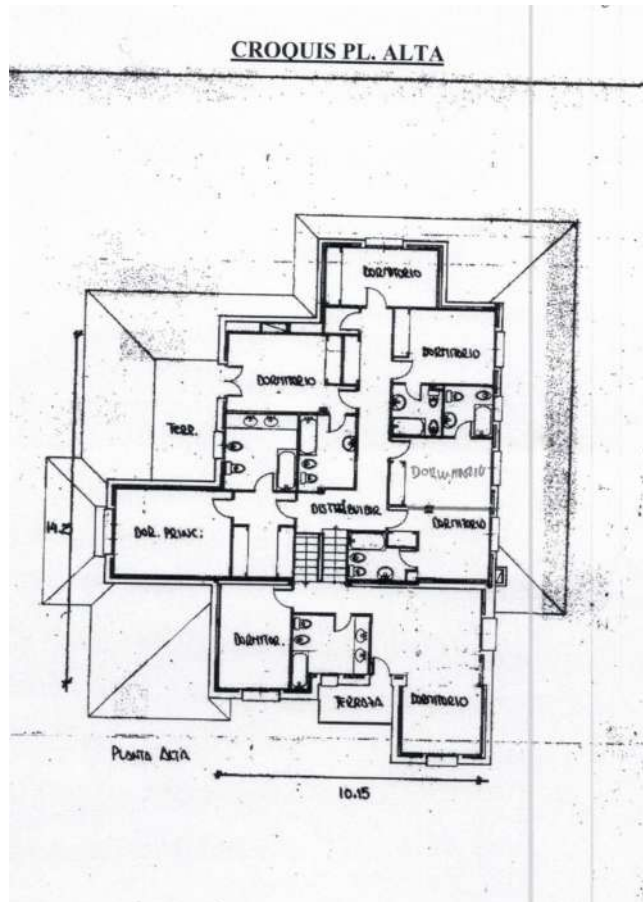 CROQUIS PL. ALTA
DORMITORIO
DORMITORIO
DORMITORIO
TERR.
DORMITORIO
DISTRIBUIDOR
DORMITORIO
DOR. PRINC.
14.25
DORMITOR.
TERRAZA
DORMITORIO
PLANTA ALTA
10.15